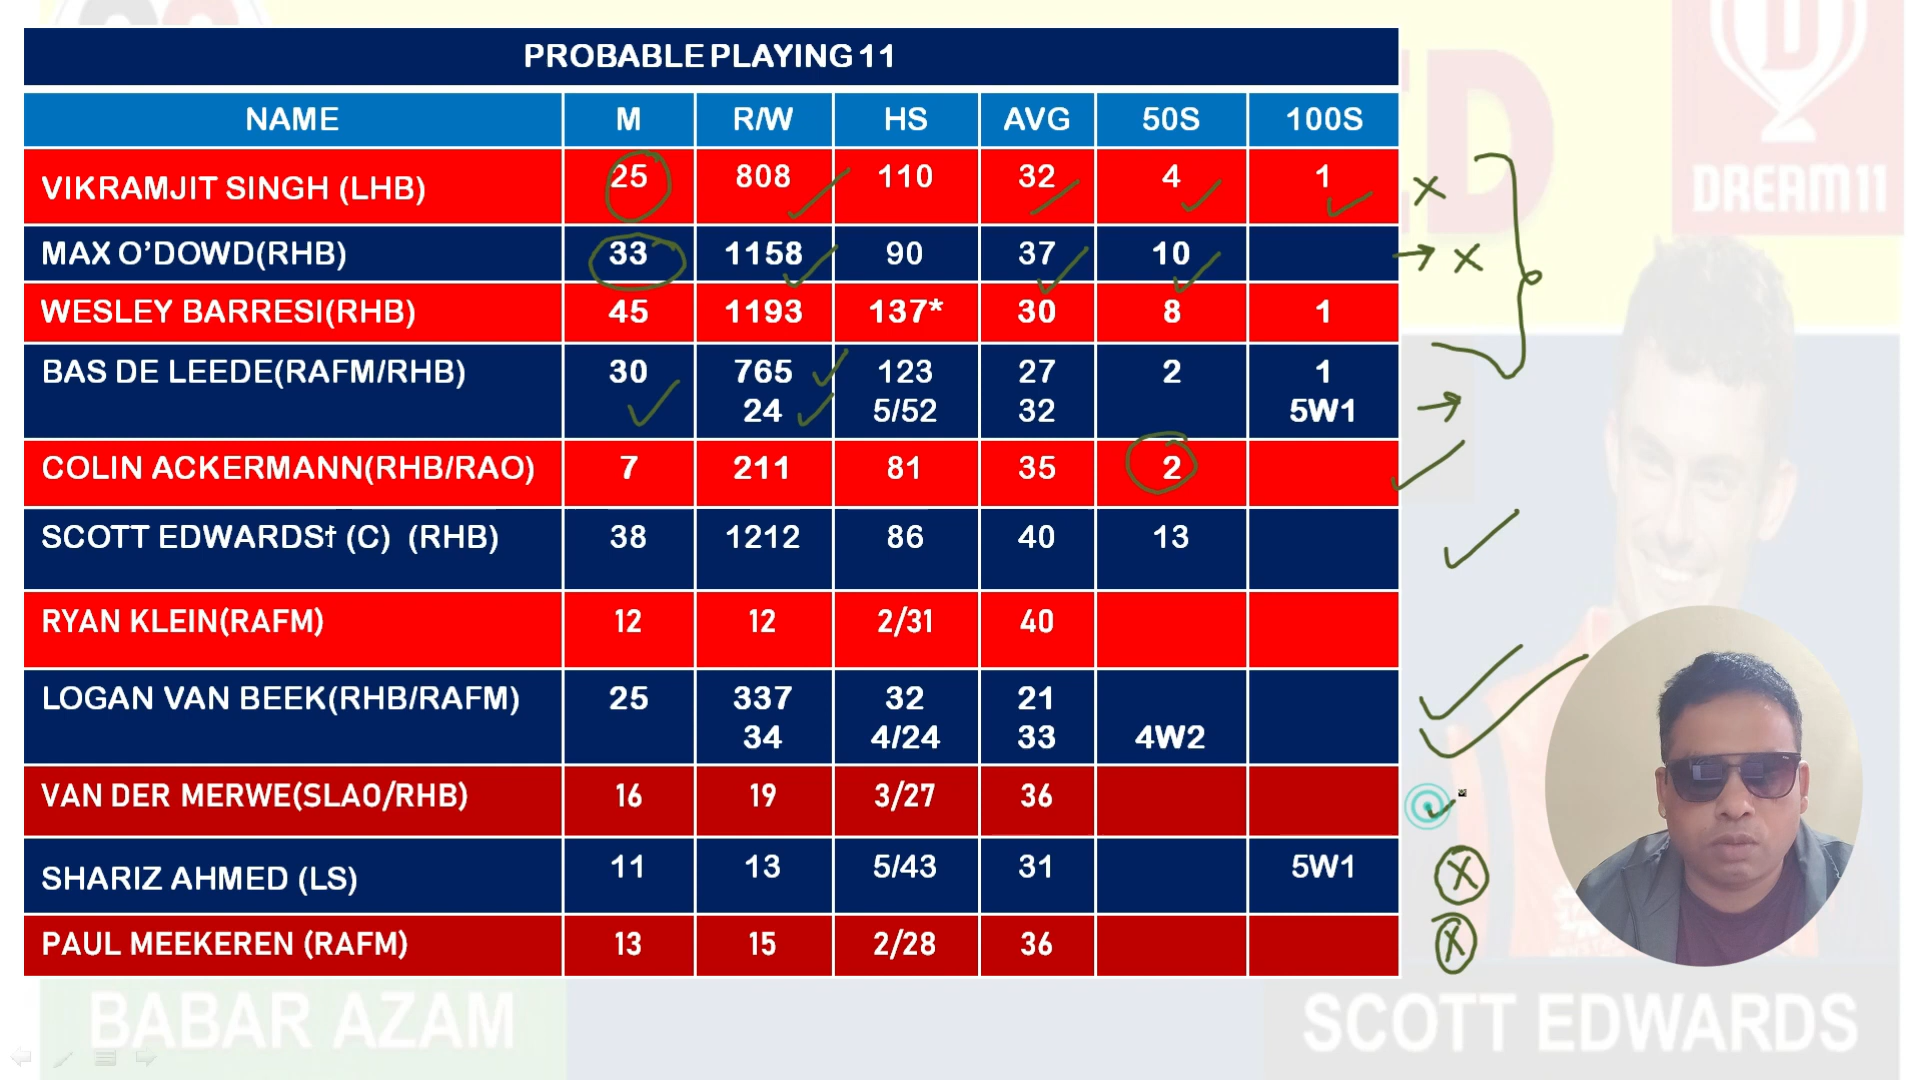 PROBABLE PLAYING 11
NAME M R/W HS AVG 50S 100S
VIKRAMJIT SINGH (LHB) 25 808 110 32 4 1
MAX O’DOWD(RHB) 33 1158 90 37 10
WESLEY BARRESI(RHB) 45 1193 137* 30 8 1
BAS DE LEEDE(RAFM/RHB) 30 765 123 27 2 1
24 5/52 32 5W1
COLIN ACKERMANN(RHB/RAO) 7 211 81 35 2
SCOTT EDWARDS† (C) (RHB) 38 1212 86 40 13
RYAN KLEIN(RAFM) 12 12 2/31 40
LOGAN VAN BEEK(RHB/RAFM) 25 337 32 21
34 4/24 33 4W2
VAN DER MERWE(SLAO/RHB) 16 19 3/27 36
SHARIZ AHMED (LS) 11 13 5/43 31 5W1
PAUL MEEKEREN (RAFM) 13 15 2/28 36
DREAM11
BABAR AZAM
SCOTT EDWARDS